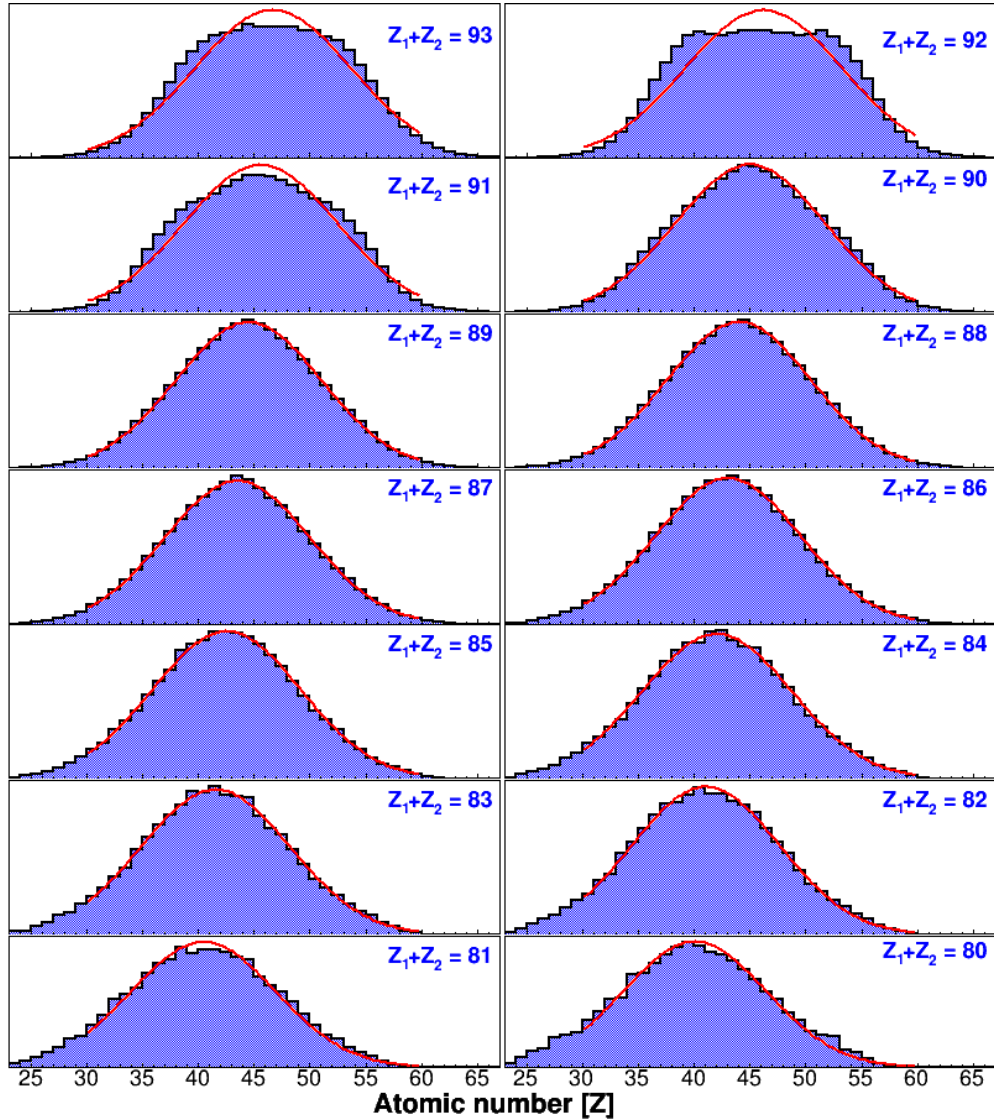 Z₁+Z₂ = 93
Z₁+Z₂ = 92
Z₁+Z₂ = 91
Z₁+Z₂ = 90
Z₁+Z₂ = 89
Z₁+Z₂ = 88
Z₁+Z₂ = 87
Z₁+Z₂ = 86
Z₁+Z₂ = 85
Z₁+Z₂ = 84
Z₁+Z₂ = 83
Z₁+Z₂ = 82
Z₁+Z₂ = 81
Z₁+Z₂ = 80
25 30 35 40 45 50 55 60 65 25 30 35 40 45 50 55 60 65
Atomic number [Z]